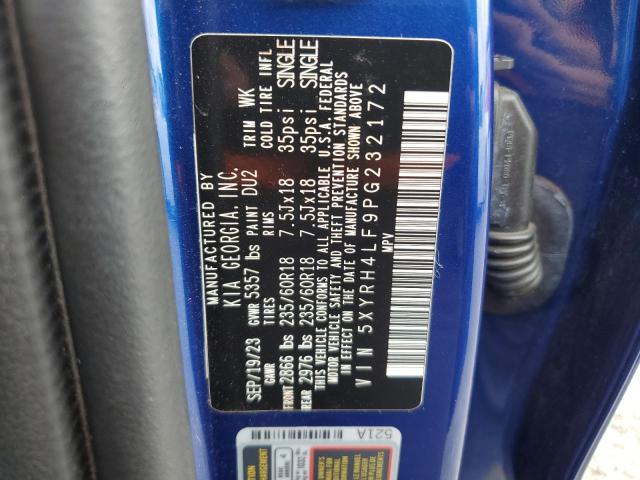 MANUFACTURED BY
KIA GEORGIA, INC.
SEP/19/23 GVWR 5357 lbs PAINT DU2 TRIM WK
GAWR TIRES RIMS COLD TIRE INFL
FRONT 2866 lbs 235/60R18 7.5Jx18 35psi SINGLE
REAR 2976 lbs 235/60R18 7.5Jx18 35psi SINGLE
THIS VEHICLE CONFORMS TO ALL APPLICABLE U.S.A. FEDERAL
MOTOR VEHICLE SAFETY AND THEFT PREVENTION STANDARDS
IN EFFECT ON THE DATE OF MANUFACTURE SHOWN ABOVE
VIN 5XYRH4LF9PG232172
MPV
521A